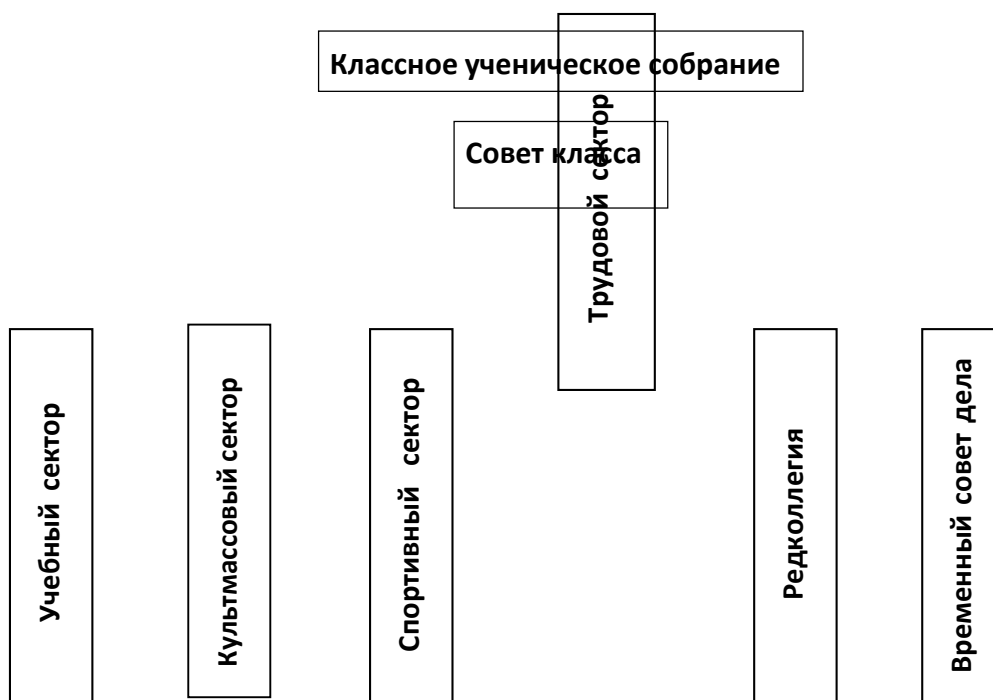 Классное ученическое собрание
Совет класса
Учебный сектор
Культмассовый сектор
Спортивный сектор
Трудовой сектор
Редколлегия
Временный совет дела